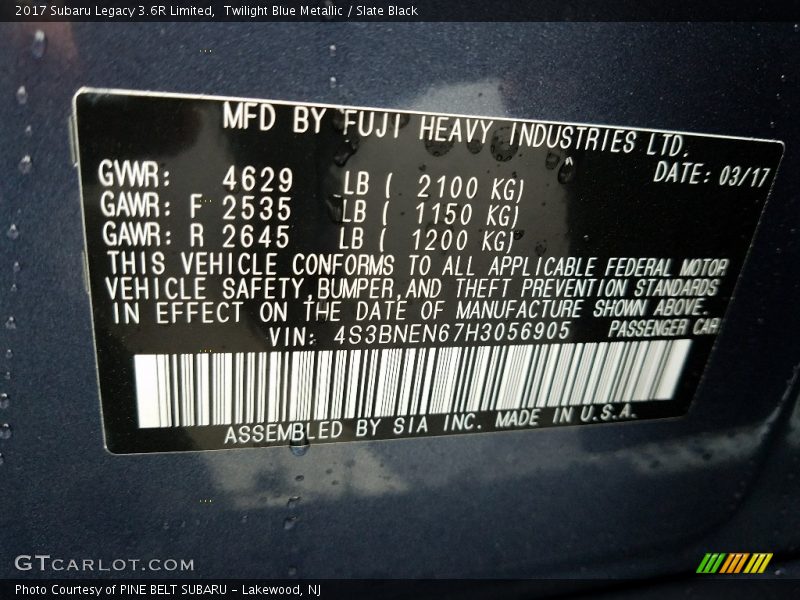 2017 Subaru Legacy 3.6R Limited,  Twilight Blue Metallic / Slate Black
MFD BY FUJI HEAVY INDUSTRIES LTD.
DATE: 03/17
GVWR: 4629 LB ( 2100 KG)
GAWR: F 2535 LB ( 1150 KG)
GAWR: R 2645 LB ( 1200 KG)
THIS VEHICLE CONFORMS TO ALL APPLICABLE FEDERAL MOTOR
VEHICLE SAFETY,BUMPER,AND THEFT PREVENTION STANDARDS
IN EFFECT ON THE DATE OF MANUFACTURE SHOWN ABOVE.
VIN: 4S3BNEN67H3056905 PASSENGER CAR
ASSEMBLED BY SIA INC. MADE IN U.S.A.
GTCARLOT.COM
Photo Courtesy of PINE BELT SUBARU - Lakewood, NJ